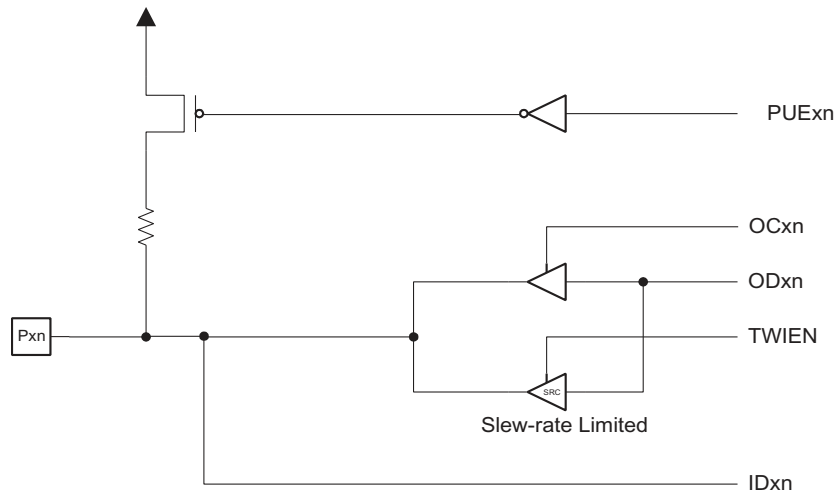 PUExn
OCxn
ODxn
Pxn
TWIEN
SRC
Slew-rate Limited
IDxn